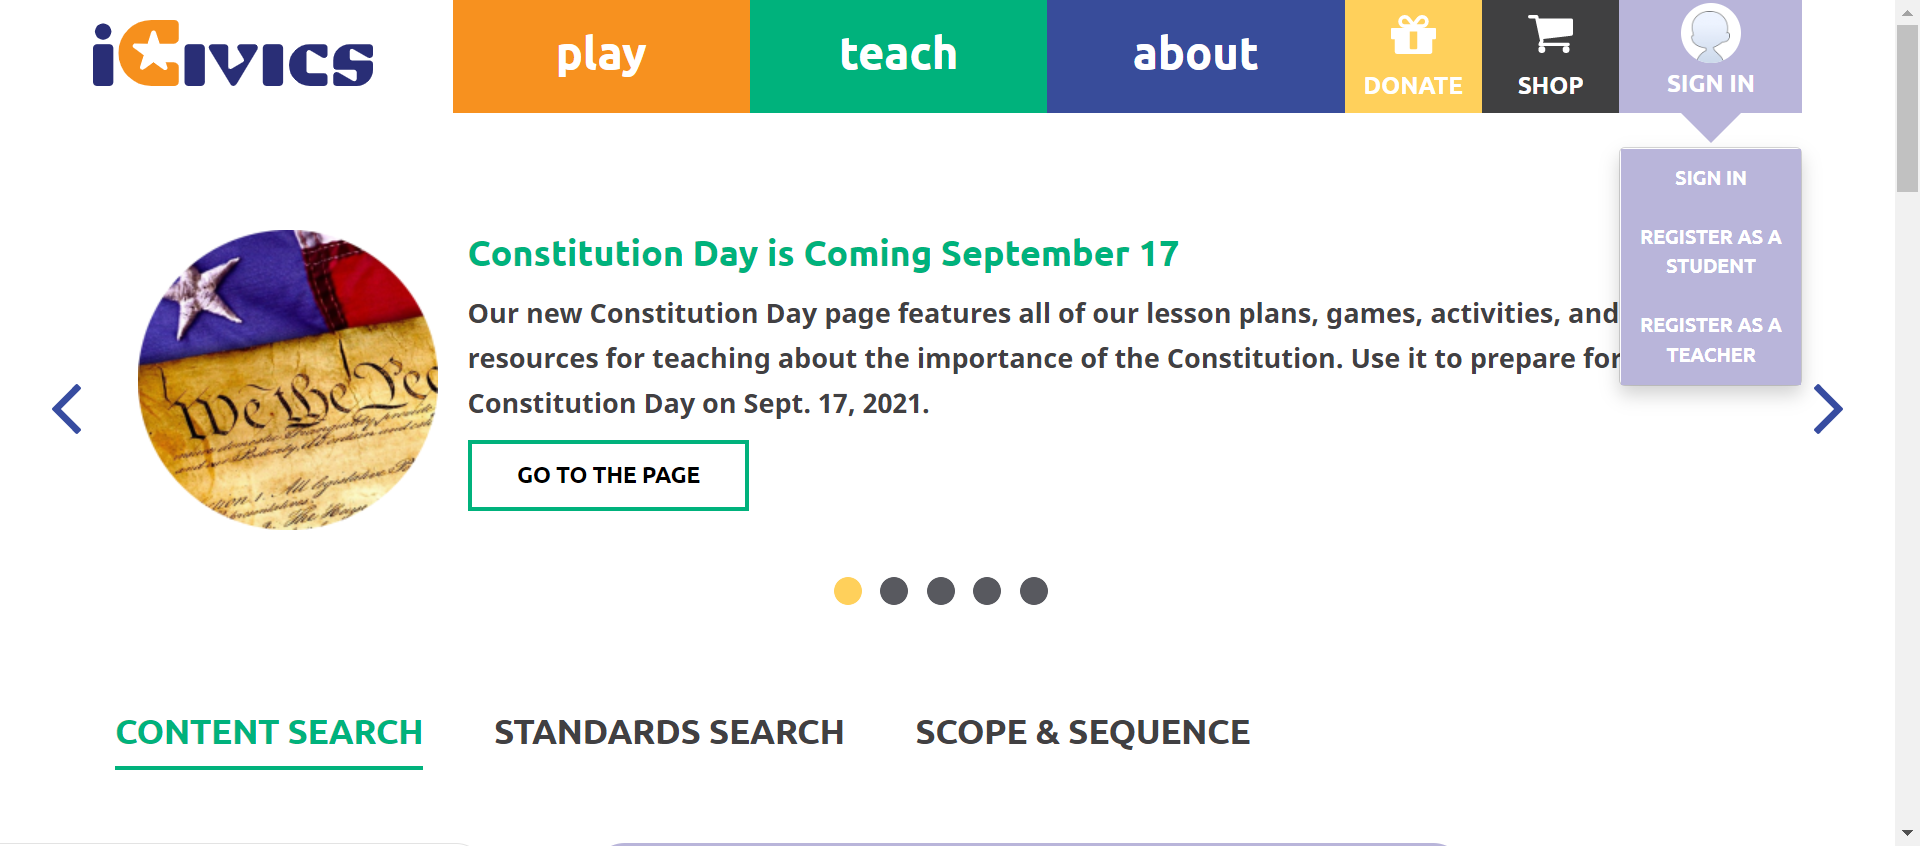 iCivics
play
teach
about
DONATE
SHOP
SIGN IN
SIGN IN
REGISTER AS A
STUDENT
REGISTER AS A
TEACHER
Constitution Day is Coming September 17
Our new Constitution Day page features all of our lesson plans, games, activities, and
resources for teaching about the importance of the Constitution. Use it to prepare for
Constitution Day on Sept. 17, 2021.
We the Peo
GO TO THE PAGE
CONTENT SEARCH
STANDARDS SEARCH
SCOPE & SEQUENCE